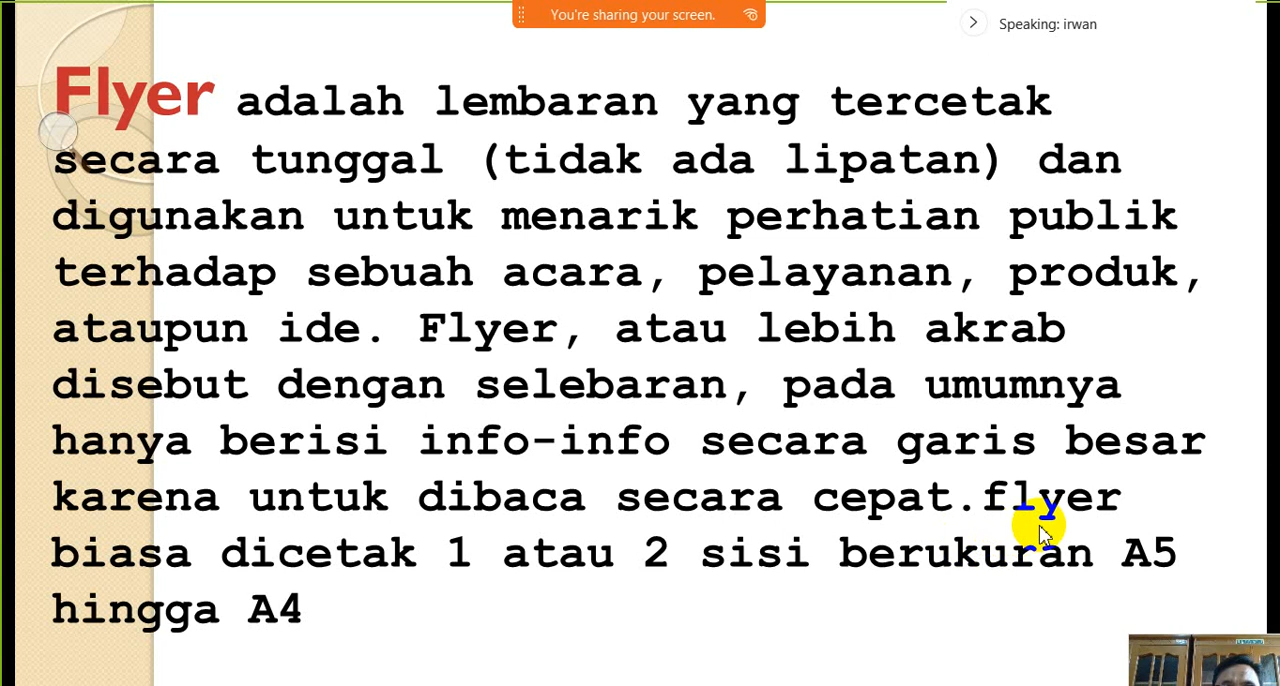 You're sharing your screen.
Speaking: irwan
Flyer adalah lembaran yang tercetak
secara tunggal (tidak ada lipatan) dan
digunakan untuk menarik perhatian publik
terhadap sebuah acara, pelayanan, produk,
ataupun ide. Flyer, atau lebih akrab
disebut dengan selebaran, pada umumnya
hanya berisi info-info secara garis besar
karena untuk dibaca secara cepat.flyer
biasa dicetak 1 atau 2 sisi berukuran A5
hingga A4